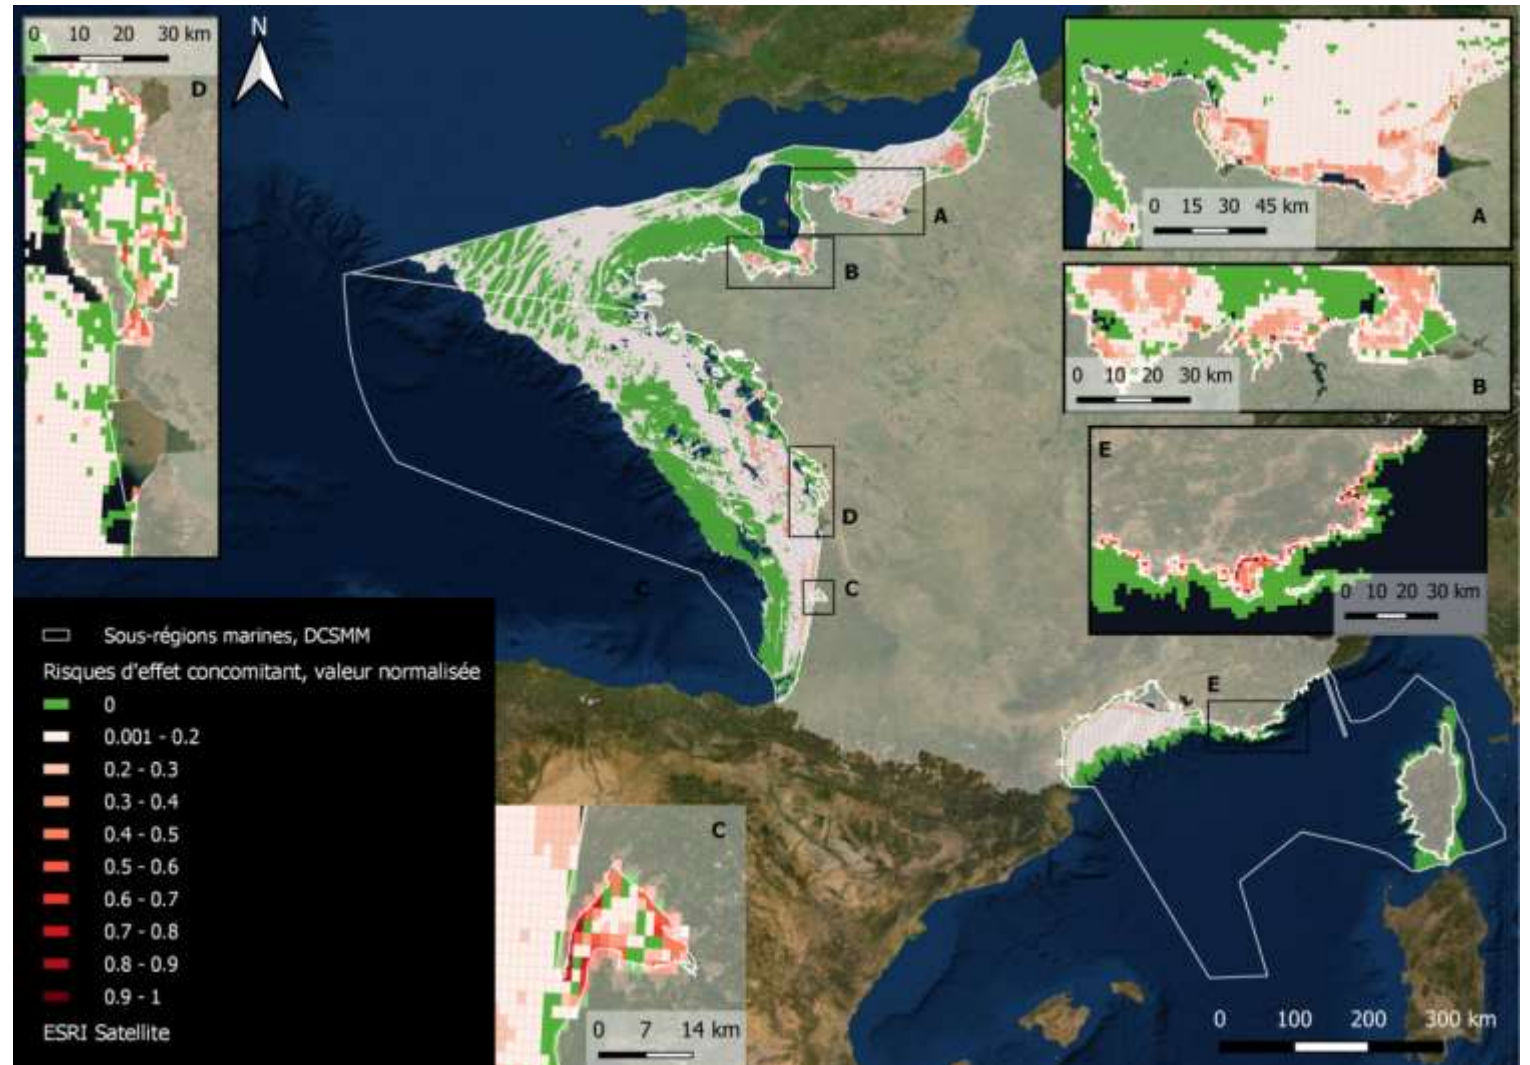 0 10 20 30 km
D
N
A
B
D
C
C
E
0 15 30 45 km
A
0 10 20 30 km
B
E
0 10 20 30 km
Sous-régions marines, DCSMM
Risques d'effet concomitant, valeur normalisée
0
0.001 - 0.2
0.2 - 0.3
0.3 - 0.4
0.4 - 0.5
0.5 - 0.6
0.6 - 0.7
0.7 - 0.8
0.8 - 0.9
0.9 - 1
ESRI Satellite
C
0 7 14 km
0 100 200 300 km